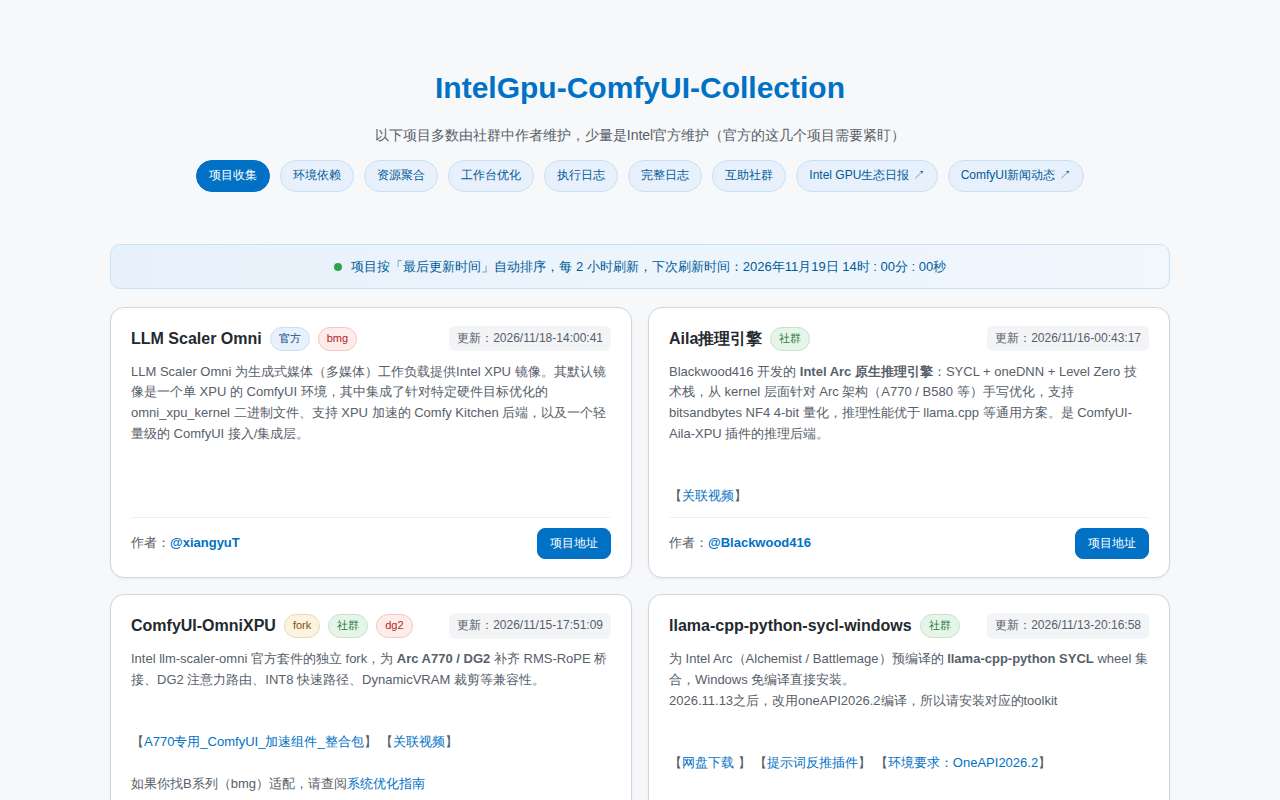 IntelGpu-ComfyUI-Collection
以下项目多数由社群中作者维护，少量是Intel官方维护（官方的这几个项目需要紧盯）
项目收集 环境依赖 资源聚合 工作台优化 执行日志 完整日志 互助社群 Intel GPU生态日报 ↗ ComfyUI新闻动态 ↗
项目按「最后更新时间」自动排序，每 2 小时刷新，下次刷新时间：2026年11月19日 14时 : 00分 : 00秒
LLM Scaler Omni 官方 bmg 更新：2026/11/18-14:00:41
LLM Scaler Omni 为生成式媒体（多媒体）工作负载提供Intel XPU 镜像。其默认镜
像是一个单 XPU 的 ComfyUI 环境，其中集成了针对特定硬件目标优化的
omni_xpu_kernel 二进制文件、支持 XPU 加速的 Comfy Kitchen 后端，以及一个轻
量级的 ComfyUI 接入/集成层。
作者：@xiangyuT 项目地址
Aila推理引擎 社群 更新：2026/11/16-00:43:17
Blackwood416 开发的 Intel Arc 原生推理引擎：SYCL + oneDNN + Level Zero 技
术栈，从 kernel 层面针对 Arc 架构（A770 / B580 等）手写优化，支持
bitsandbytes NF4 4-bit 量化，推理性能优于 llama.cpp 等通用方案。是 ComfyUI-
Aila-XPU 插件的推理后端。
【关联视频】
作者：@Blackwood416 项目地址
ComfyUI-OmniXPU fork 社群 dg2 更新：2026/11/15-17:51:09
Intel llm-scaler-omni 官方套件的独立 fork，为 Arc A770 / DG2 补齐 RMS-RoPE 桥
接、DG2 注意力路由、INT8 快速路径、DynamicVRAM 裁剪等兼容性。
【A770专用_ComfyUI_加速组件_整合包】 【关联视频】
如果你找B系列（bmg）适配，请查阅系统优化指南
llama-cpp-python-sycl-windows 社群 更新：2026/11/13-20:16:58
为 Intel Arc（Alchemist / Battlemage）预编译的 llama-cpp-python SYCL wheel 集
合，Windows 免编译直接安装。
2026.11.13之后，改用oneAPI2026.2编译，所以请安装对应的toolkit
【网盘下载 】 【提示词反推插件】 【环境要求：OneAPI2026.2】